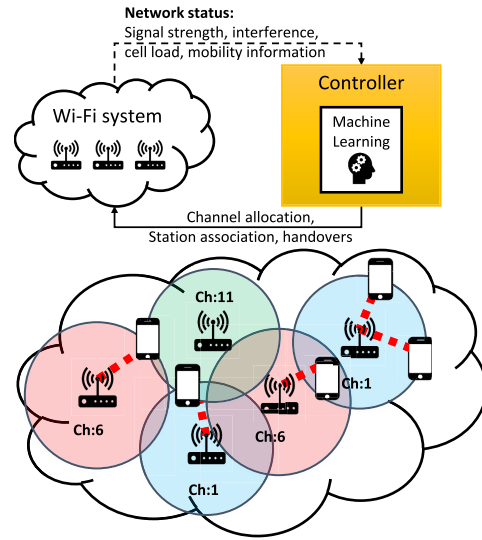 Network status:
Signal strength, interference,
cell load, mobility information
Controller
Wi-Fi system
Machine
Learning
Channel allocation,
Station association, handovers
Ch:11
Ch:1
Ch:6
Ch:6
Ch:1